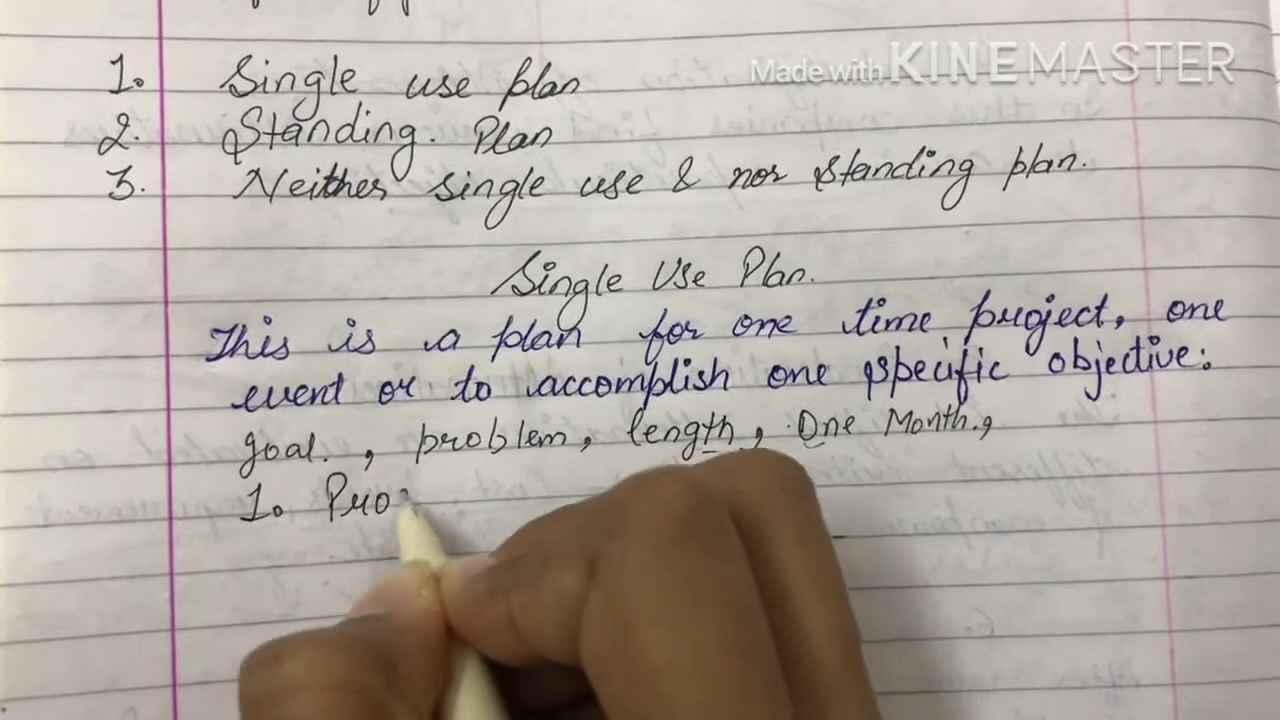 Made with KINEMASTER
1. Single use plan
2. Standing. Plan
3. Neither single use & nor standing plan.
Single Use Plan.
This is a plan for one time project, one
event or to accomplish one specific objective:
goal. , problem, length, One Month.,
1. Pro